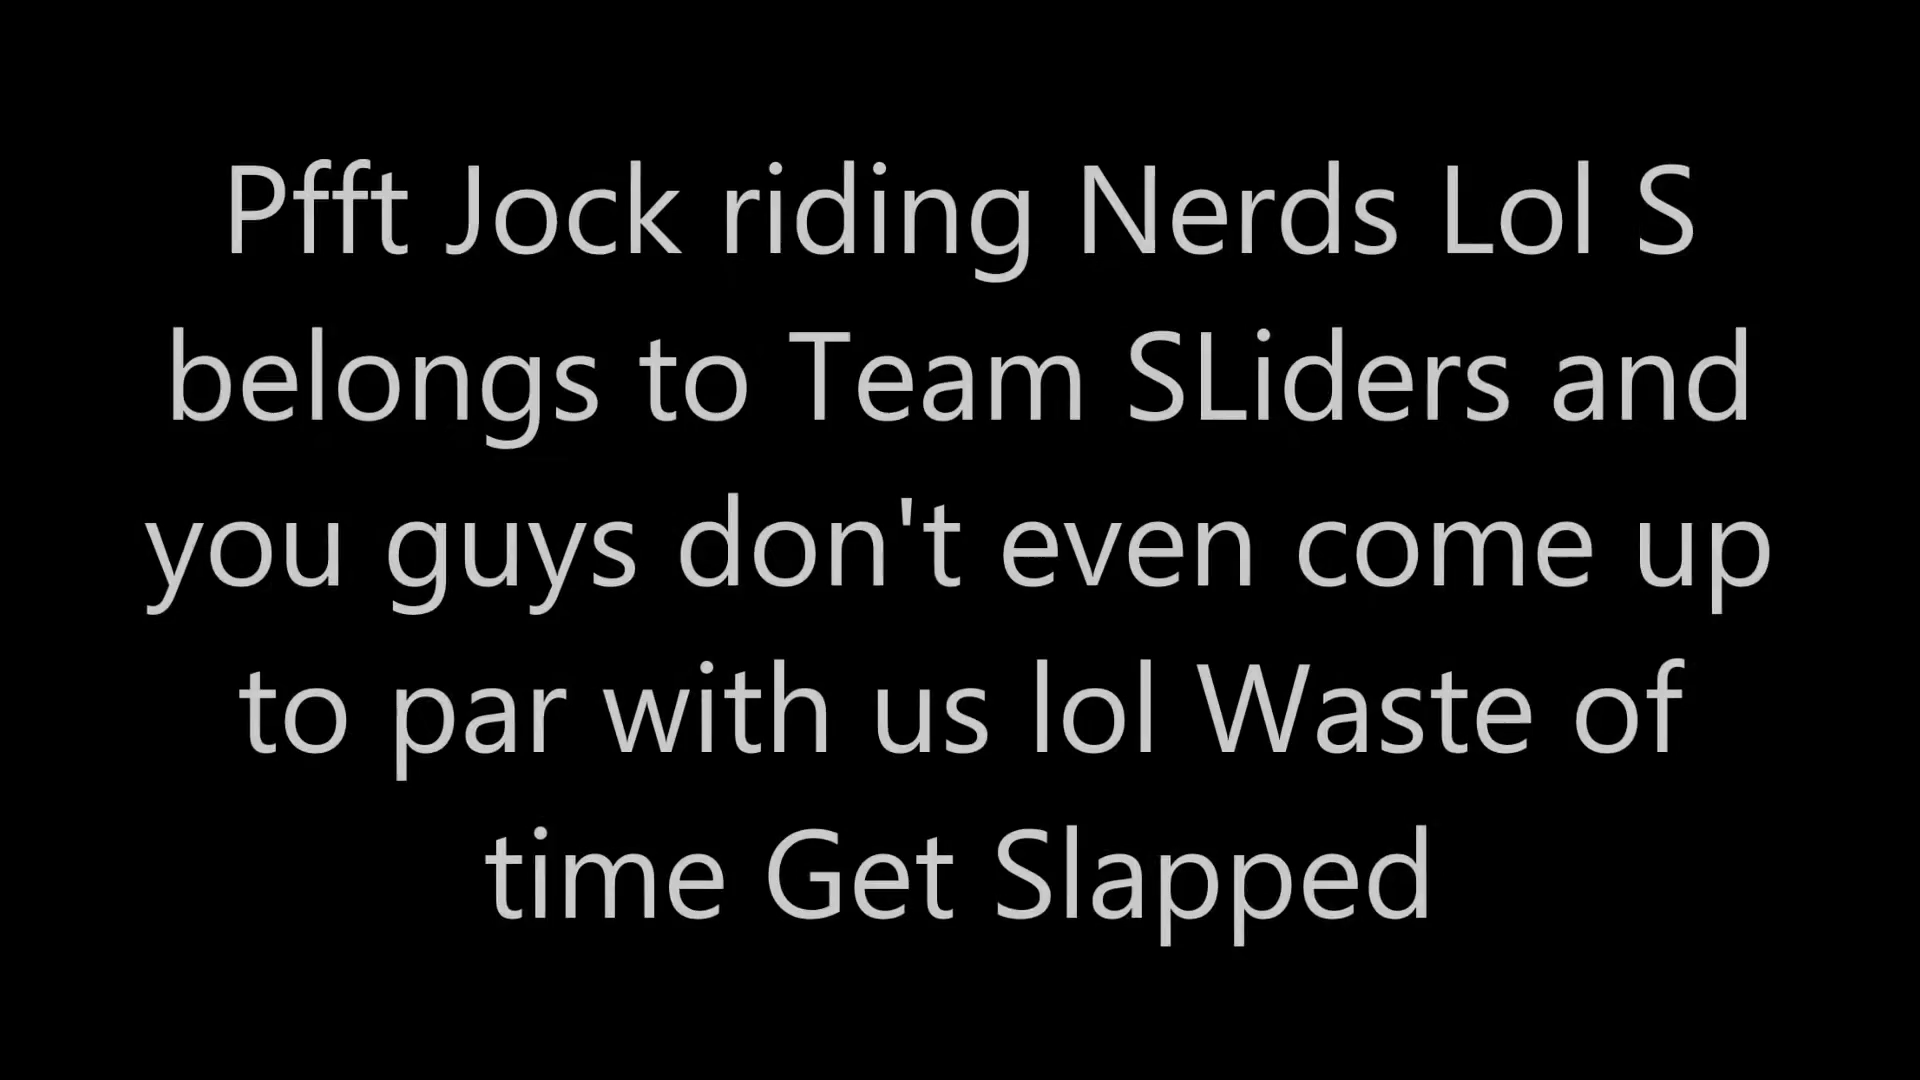 Pfft Jock riding Nerds Lol S
belongs to Team SLiders and
you guys don't even come up
to par with us lol Waste of
time Get Slapped